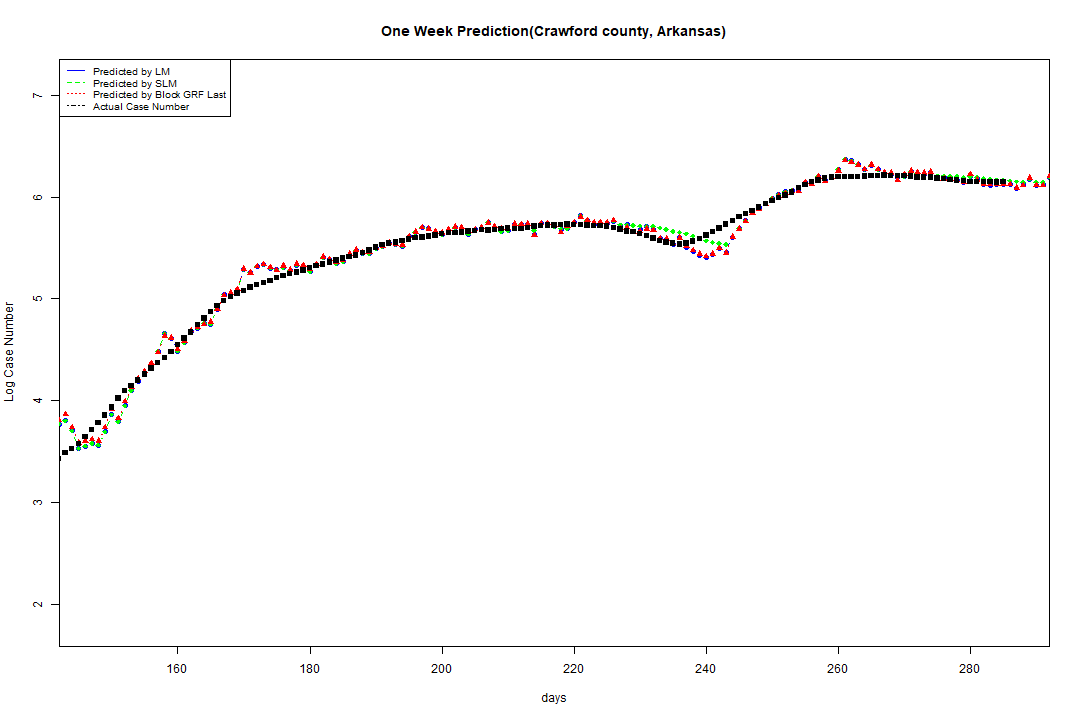 One Week Prediction(Crawford county, Arkansas)
Predicted by LM
Predicted by SLM
Predicted by Block GRF Last
Actual Case Number
7
6
5
4
3
2
Log Case Number
160 180 200 220 240 260 280
days